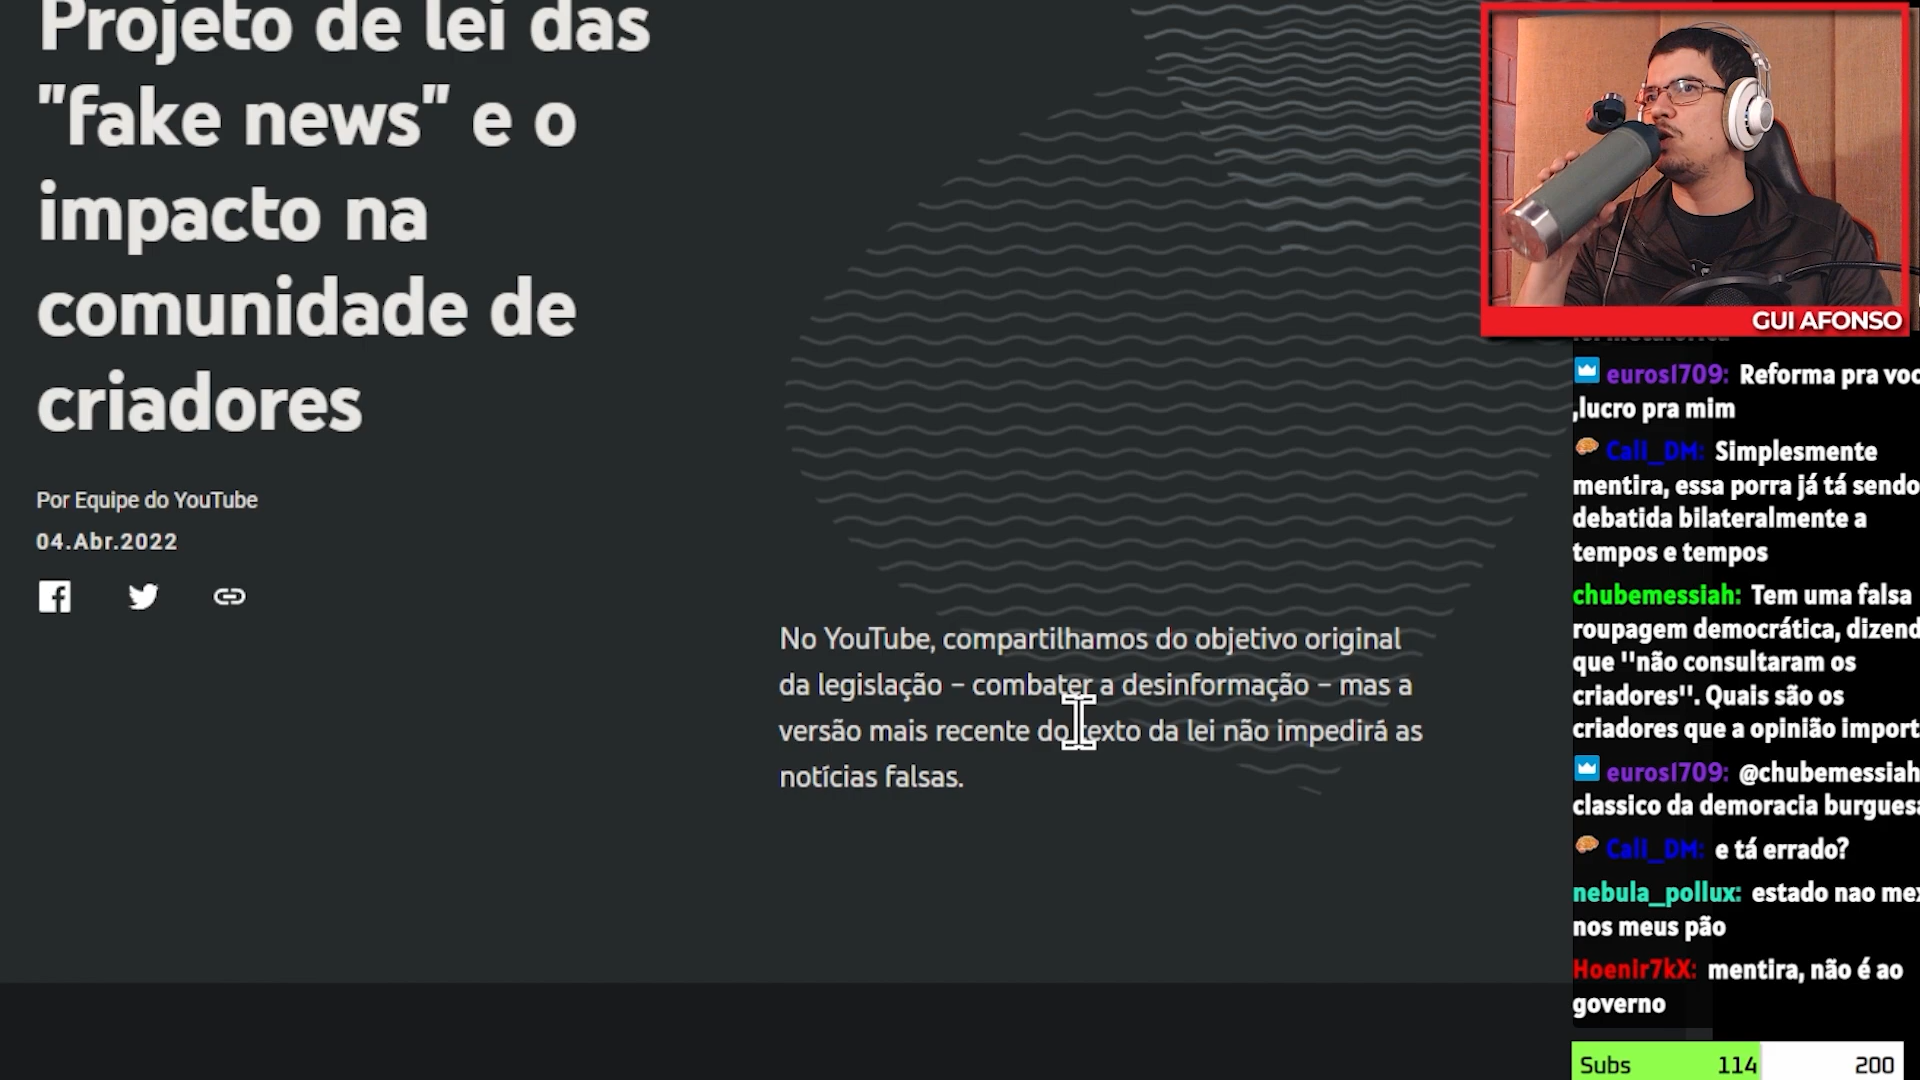 Projeto de lei das
"fake news" e o
impacto na
comunidade de
criadores
Por Equipe do YouTube
04.Abr.2022
No YouTube, compartilhamos do objetivo original
da legislação – combater a desinformação – mas a
versão mais recente do texto da lei não impedirá as
notícias falsas.
GUI AFONSO
euros1709: Reforma pra voc
,lucro pra mim
Call_DM: Simplesmente
mentira, essa porra já tá sendo
debatida bilateralmente a
tempos e tempos
chubemessiah: Tem uma falsa
roupagem democrática, dizend
que ''não consultaram os
criadores''. Quais são os
criadores que a opinião import
euros1709: @chubemessiah
classico da demoracia burgues
Call_DM: e tá errado?
nebula_pollux: estado nao mex
nos meus pão
Hoenir7kX: mentira, não é ao
governo
Subs 114 200